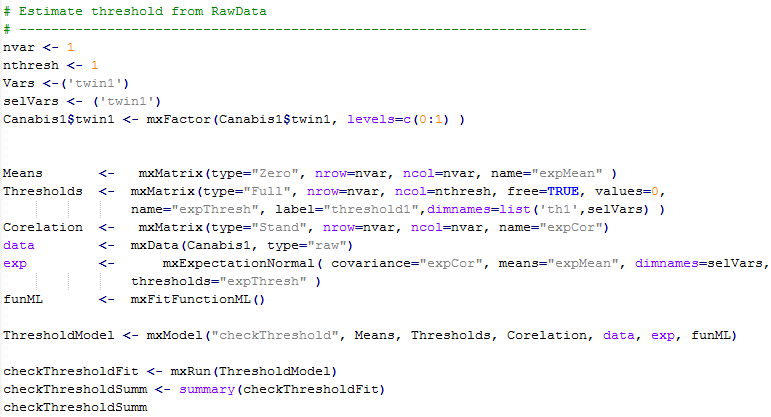 # Estimate threshold from RawData
# -----------------------------------------------------------------------
nvar <- 1
nthresh <- 1
Vars <-('twin1')
selVars <- ('twin1')
Canabis1$twin1 <- mxFactor(Canabis1$twin1, levels=c(0:1) )
Means <- mxMatrix(type="Zero", nrow=nvar, ncol=nvar, name="expMean" )
Thresholds <- mxMatrix(type="Full", nrow=nvar, ncol=nthresh, free=TRUE, values=0,
name="expThresh", label="threshold1",dimnames=list('th1',selVars) )
Corelation <- mxMatrix(type="Stand", nrow=nvar, ncol=nvar, name="expCor")
data <- mxData(Canabis1, type="raw")
exp <- mxExpectationNormal( covariance="expCor", means="expMean", dimnames=selVars,
thresholds="expThresh" )
funML <- mxFitFunctionML()
ThresholdModel <- mxModel("checkThreshold", Means, Thresholds, Corelation, data, exp, funML)
checkThresholdFit <- mxRun(ThresholdModel)
checkThresholdSumm <- summary(checkThresholdFit)
checkThresholdSumm